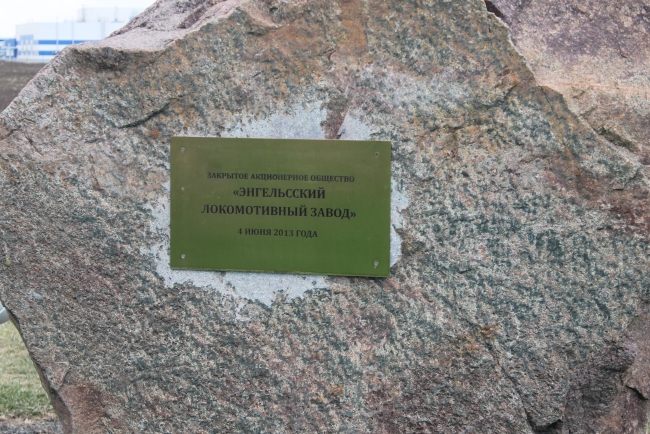 ЗАКРЫТОЕ АКЦИОНЕРНОЕ ОБЩЕСТВО
«ЭНГЕЛЬССКИЙ
ЛОКОМОТИВНЫЙ ЗАВОД»
4 ИЮНЯ 2013 ГОДА